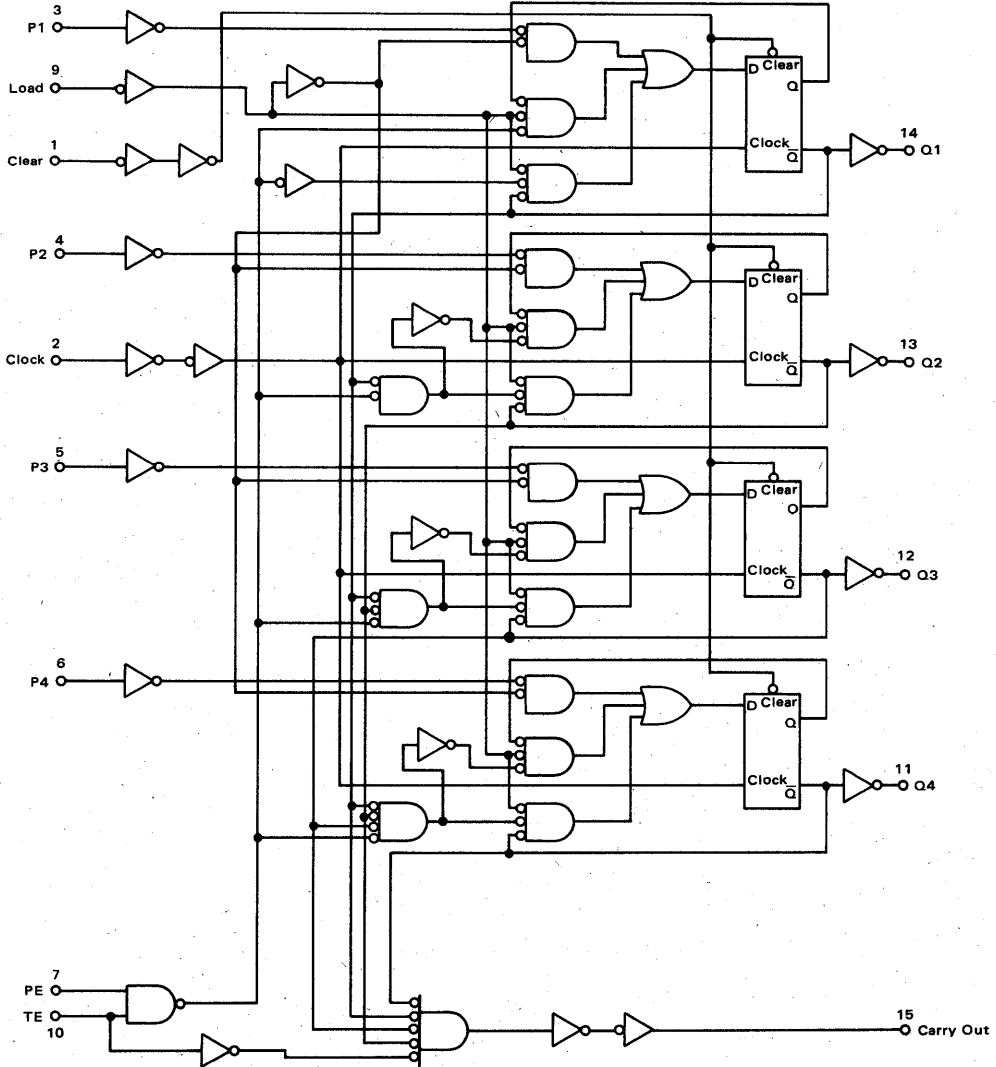 3
P1
9
Load
1
Clear
D Clear
Q
Clock
Q̅
14
Q1
4
P2
D Clear
Q
2
Clock
Clock
Q̅
13
Q2
5
P3
D Clear
O
Clock
Q̅
12
Q3
6
P4
D Clear
Q
Clock
Q̅
11
Q4
7
PE
TE
10
15
Carry Out